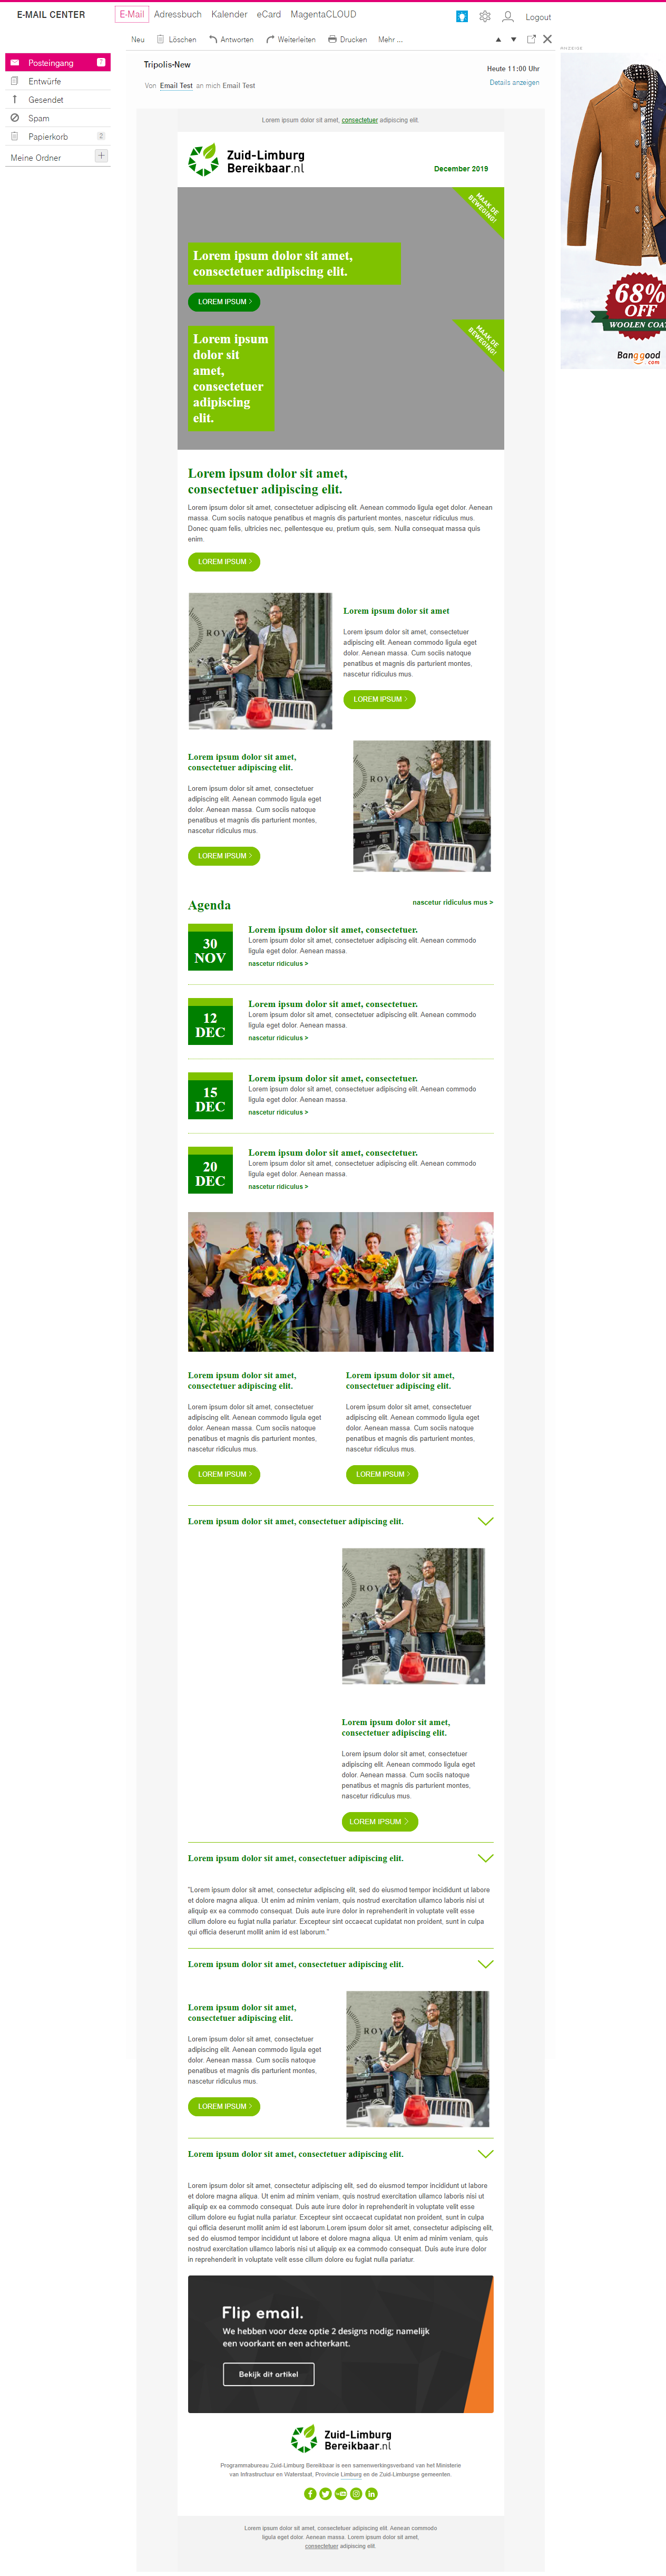 E-MAIL CENTER
E-Mail Adressbuch Kalender eCard MagentaCLOUD
Logout
Neu Löschen Antworten Weiterleiten Drucken Mehr ...
ANZEIGE
Posteingang 7
Entwürfe
Gesendet
Spam
Papierkorb 2
Meine Ordner +
Tripolis-New
Heute 11:00 Uhr
Von Email Test an mich Email Test
Details anzeigen
68%
OFF
WOOLEN COA
Banggood
.com
Lorem ipsum dolor sit amet, consectetuer adipiscing elit.
Zuid-Limburg
Bereikbaar.nl
December 2019
MAAK DE
BEWEGING!
Lorem ipsum dolor sit amet,
consectetuer adipiscing elit.
LOREM IPSUM >
MAAK DE
BEWEGING!
Lorem ipsum
dolor sit
amet,
consectetuer
adipiscing
elit.
Lorem ipsum dolor sit amet,
consectetuer adipiscing elit.
Lorem ipsum dolor sit amet, consectetuer adipiscing elit. Aenean commodo ligula eget dolor. Aenean
massa. Cum sociis natoque penatibus et magnis dis parturient montes, nascetur ridiculus mus.
Donec quam felis, ultricies nec, pellentesque eu, pretium quis, sem. Nulla consequat massa quis
enim.
LOREM IPSUM >
ROY
Lorem ipsum dolor sit amet
Lorem ipsum dolor sit amet, consectetuer
adipiscing elit. Aenean commodo ligula eget
dolor. Aenean massa. Cum sociis natoque
penatibus et magnis dis parturient montes,
nascetur ridiculus mus.
LOREM IPSUM >
Lorem ipsum dolor sit amet,
consectetuer adipiscing elit.
Lorem ipsum dolor sit amet, consectetuer
adipiscing elit. Aenean commodo ligula eget
dolor. Aenean massa. Cum sociis natoque
penatibus et magnis dis parturient montes,
nascetur ridiculus mus.
LOREM IPSUM >
ROY
Agenda
nascetur ridiculus mus >
30
NOV
Lorem ipsum dolor sit amet, consectetuer.
Lorem ipsum dolor sit amet, consectetuer adipiscing elit. Aenean commodo
ligula eget dolor. Aenean massa.
nascetur ridiculus >
12
DEC
Lorem ipsum dolor sit amet, consectetuer.
Lorem ipsum dolor sit amet, consectetuer adipiscing elit. Aenean commodo
ligula eget dolor. Aenean massa.
nascetur ridiculus >
15
DEC
Lorem ipsum dolor sit amet, consectetuer.
Lorem ipsum dolor sit amet, consectetuer adipiscing elit. Aenean commodo
ligula eget dolor. Aenean massa.
nascetur ridiculus >
20
DEC
Lorem ipsum dolor sit amet, consectetuer.
Lorem ipsum dolor sit amet, consectetuer adipiscing elit. Aenean commodo
ligula eget dolor. Aenean massa.
nascetur ridiculus >
Lorem ipsum dolor sit amet,
consectetuer adipiscing elit.
Lorem ipsum dolor sit amet, consectetuer
adipiscing elit. Aenean commodo ligula eget
dolor. Aenean massa. Cum sociis natoque
penatibus et magnis dis parturient montes,
nascetur ridiculus mus.
LOREM IPSUM >
Lorem ipsum dolor sit amet,
consectetuer adipiscing elit.
Lorem ipsum dolor sit amet, consectetuer
adipiscing elit. Aenean commodo ligula eget
dolor. Aenean massa. Cum sociis natoque
penatibus et magnis dis parturient montes,
nascetur ridiculus mus.
LOREM IPSUM >
Lorem ipsum dolor sit amet, consectetuer adipiscing elit.
ROY
Lorem ipsum dolor sit amet,
consectetuer adipiscing elit.
Lorem ipsum dolor sit amet, consectetuer
adipiscing elit. Aenean commodo ligula eget
dolor. Aenean massa. Cum sociis natoque
penatibus et magnis dis parturient montes,
nascetur ridiculus mus.
LOREM IPSUM >
Lorem ipsum dolor sit amet, consectetuer adipiscing elit.
"Lorem ipsum dolor sit amet, consectetur adipiscing elit, sed do eiusmod tempor incididunt ut labore
et dolore magna aliqua. Ut enim ad minim veniam, quis nostrud exercitation ullamco laboris nisi ut
aliquip ex ea commodo consequat. Duis aute irure dolor in reprehenderit in voluptate velit esse
cillum dolore eu fugiat nulla pariatur. Excepteur sint occaecat cupidatat non proident, sunt in culpa
qui officia deserunt mollit anim id est laborum."
Lorem ipsum dolor sit amet, consectetuer adipiscing elit.
Lorem ipsum dolor sit amet,
consectetuer adipiscing elit.
Lorem ipsum dolor sit amet, consectetuer
adipiscing elit. Aenean commodo ligula eget
dolor. Aenean massa. Cum sociis natoque
penatibus et magnis dis parturient montes,
nascetur ridiculus mus.
LOREM IPSUM >
ROY
Lorem ipsum dolor sit amet, consectetuer adipiscing elit.
Lorem ipsum dolor sit amet, consectetur adipiscing elit, sed do eiusmod tempor incididunt ut labore
et dolore magna aliqua. Ut enim ad minim veniam, quis nostrud exercitation ullamco laboris nisi ut
aliquip ex ea commodo consequat. Duis aute irure dolor in reprehenderit in voluptate velit esse
cillum dolore eu fugiat nulla pariatur. Excepteur sint occaecat cupidatat non proident, sunt in culpa
qui officia deserunt mollit anim id est laborum.Lorem ipsum dolor sit amet, consectetur adipiscing elit,
sed do eiusmod tempor incididunt ut labore et dolore magna aliqua. Ut enim ad minim veniam, quis
nostrud exercitation ullamco laboris nisi ut aliquip ex ea commodo consequat. Duis aute irure dolor
in reprehenderit in voluptate velit esse cillum dolore eu fugiat nulla pariatur.
Flip email.
We hebben voor deze optie 2 designs nodig; namelijk
een voorkant en een achterkant.
Bekijk dit artikel
Zuid-Limburg
Bereikbaar.nl
Programmabureau Zuid-Limburg Bereikbaar is een samenwerkingsverband van het Ministerie
van Infrastructuur en Waterstaat, Provincie Limburg en de Zuid-Limburgse gemeenten.
Lorem ipsum dolor sit amet, consectetuer adipiscing elit. Aenean commodo
ligula eget dolor. Aenean massa. Lorem ipsum dolor sit amet,
consectetuer adipiscing elit.